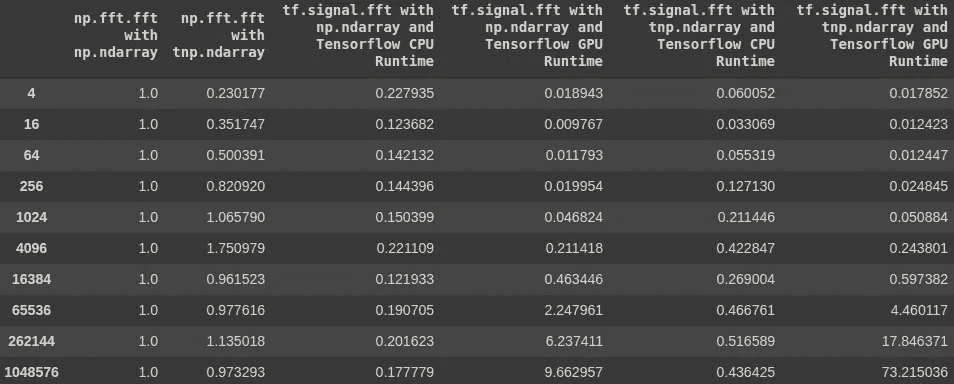 np.fft.fft with np.ndarray np.fft.fft with tnp.ndarray tf.signal.fft with np.ndarray and Tensorflow CPU Runtime tf.signal.fft with np.ndarray and Tensorflow GPU Runtime tf.signal.fft with tnp.ndarray and Tensorflow CPU Runtime tf.signal.fft with tnp.ndarray and Tensorflow GPU Runtime
4 1.0 0.230177 0.227935 0.018943 0.060052 0.017852
16 1.0 0.351747 0.123682 0.009767 0.033069 0.012423
64 1.0 0.500391 0.142132 0.011793 0.055319 0.012447
256 1.0 0.820920 0.144396 0.019954 0.127130 0.024845
1024 1.0 1.065790 0.150399 0.046824 0.211446 0.050884
4096 1.0 1.750979 0.221109 0.211418 0.422847 0.243801
16384 1.0 0.961523 0.121933 0.463446 0.269004 0.597382
65536 1.0 0.977616 0.190705 2.247961 0.466761 4.460117
262144 1.0 1.135018 0.201623 6.237411 0.516589 17.846371
1048576 1.0 0.973293 0.177779 9.662957 0.436425 73.215036